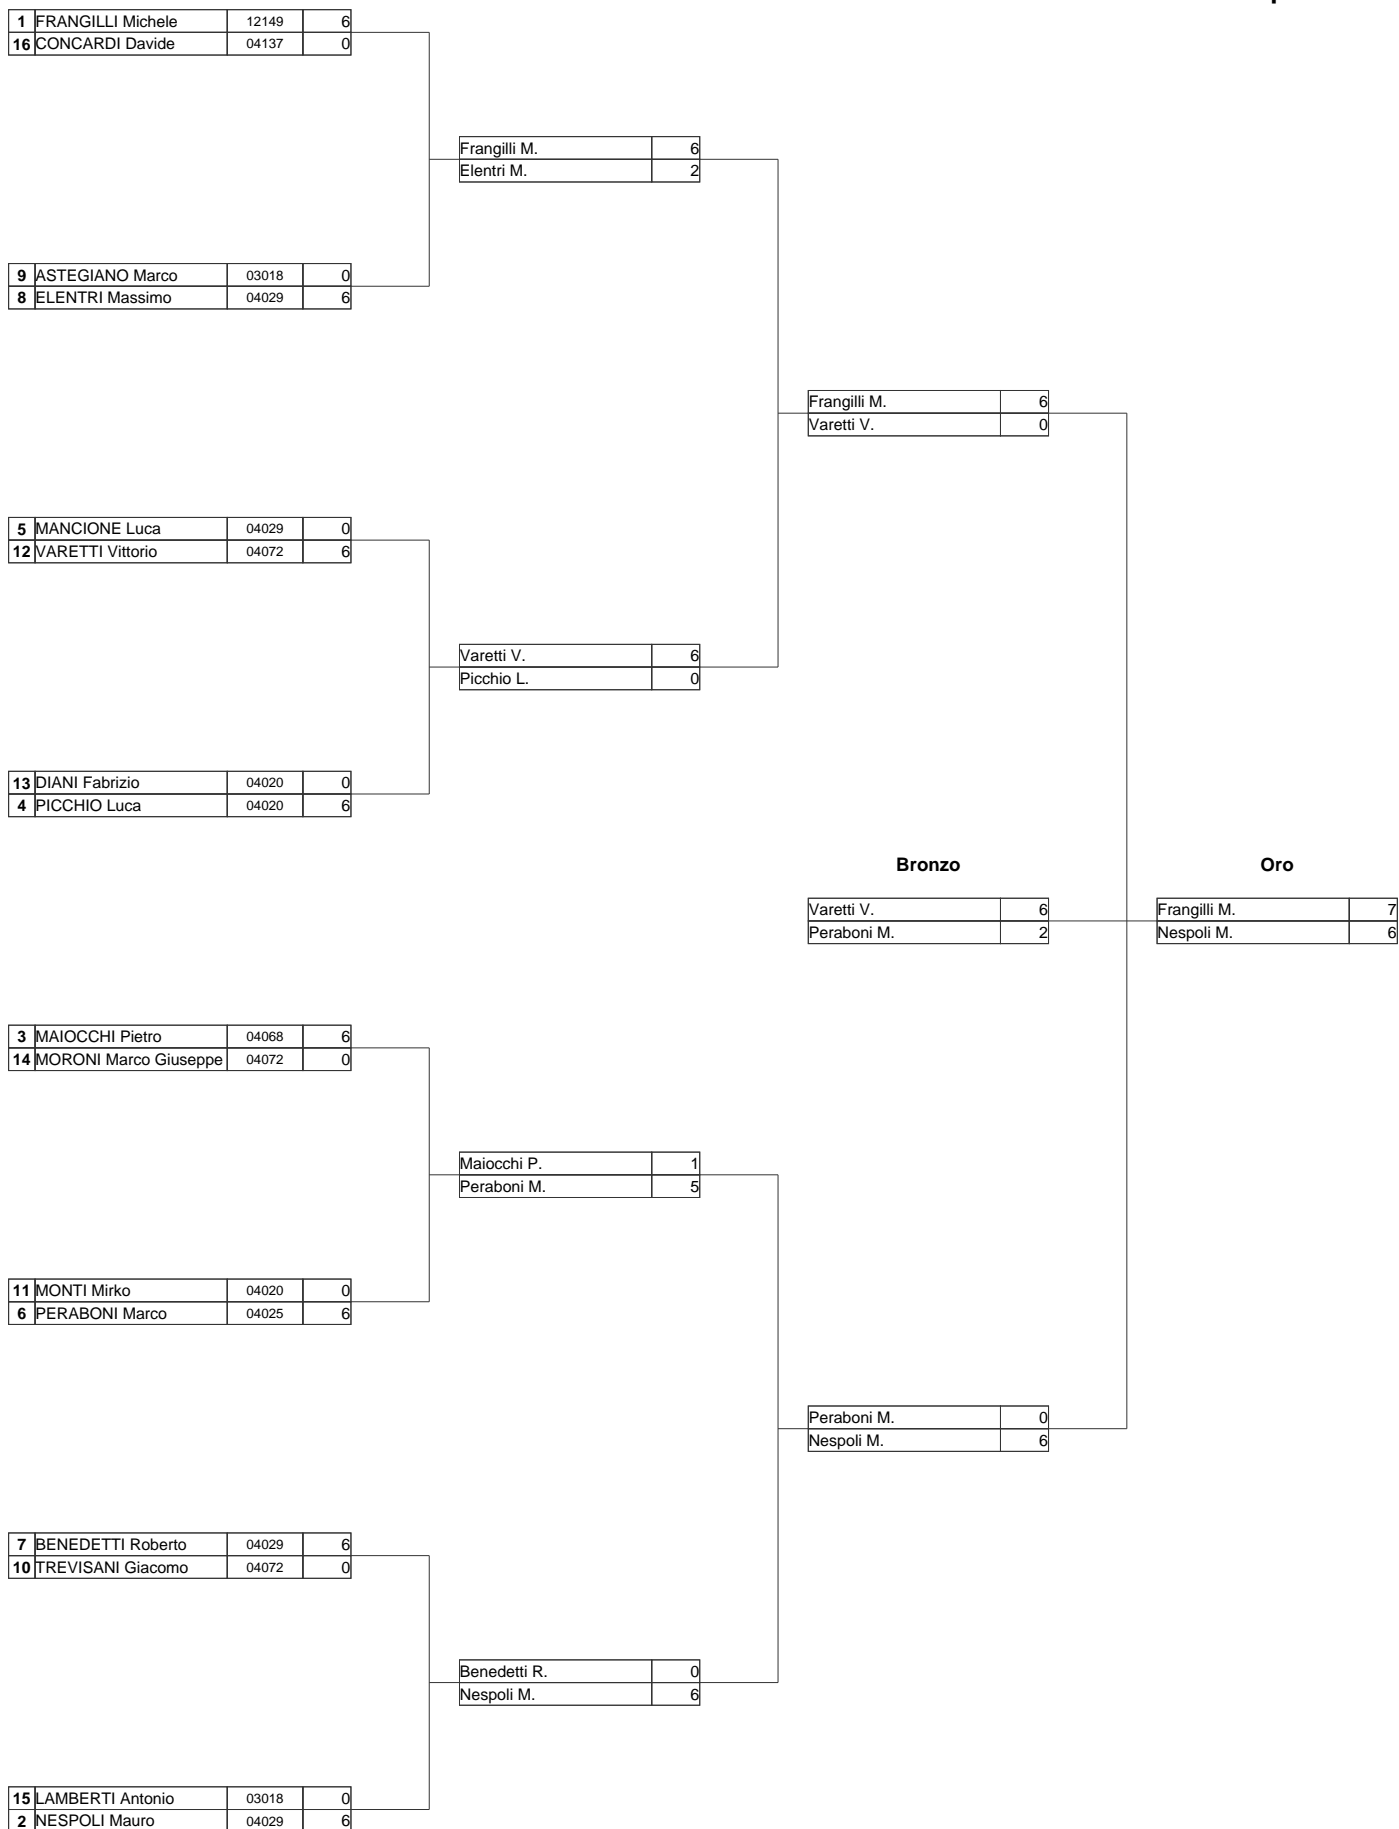 1 FRANGILLI Michele 12149 6
16 CONCARDI Davide 04137 0
Frangilli M. 6
Elentri M. 2
9 ASTEGIANO Marco 03018 0
8 ELENTRI Massimo 04029 6
Frangilli M. 6
Varetti V. 0
5 MANCIONE Luca 04029 0
12 VARETTI Vittorio 04072 6
Varetti V. 6
Picchio L. 0
13 DIANI Fabrizio 04020 0
4 PICCHIO Luca 04020 6
Bronzo Oro
Varetti V. 6 Frangilli M. 7
Peraboni M. 2 Nespoli M. 6
3 MAIOCCHI Pietro 04068 6
14 MORONI Marco Giuseppe 04072 0
Maiocchi P. 1
Peraboni M. 5
11 MONTI Mirko 04020 0
6 PERABONI Marco 04025 6
Peraboni M. 0
Nespoli M. 6
7 BENEDETTI Roberto 04029 6
10 TREVISANI Giacomo 04072 0
Benedetti R. 0
Nespoli M. 6
15 LAMBERTI Antonio 03018 0
2 NESPOLI Mauro 04029 6